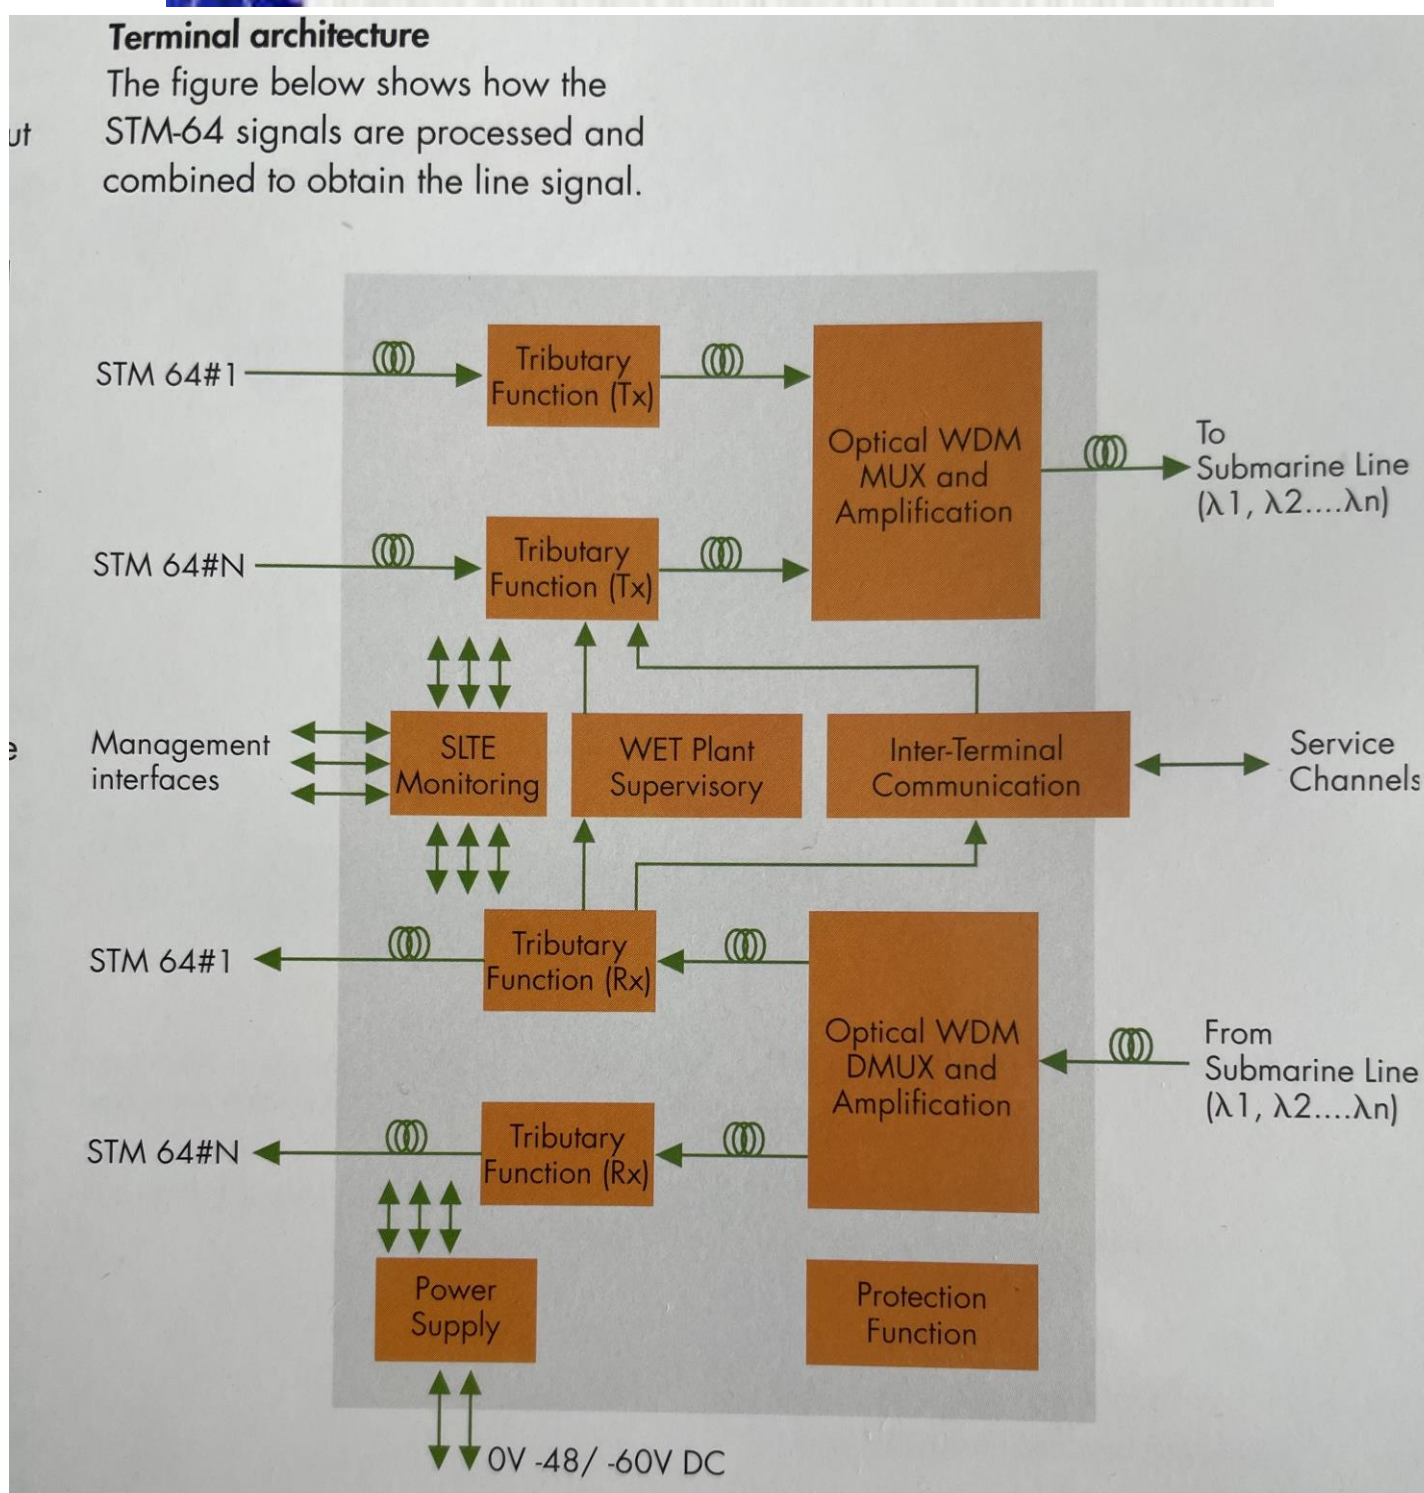 Terminal architecture
The figure below shows how the
STM-64 signals are processed and
combined to obtain the line signal.
ut
STM 64#1
Tributary
Function (Tx)
Optical WDM
MUX and
Amplification
To
Submarine Line
(λ1, λ2....λn)
STM 64#N
Tributary
Function (Tx)
Management
interfaces
SLTE
Monitoring
WET Plant
Supervisory
Inter-Terminal
Communication
Service
Channels
e
STM 64#1
Tributary
Function (Rx)
Optical WDM
DMUX and
Amplification
From
Submarine Line
(λ1, λ2....λn)
STM 64#N
Tributary
Function (Rx)
Power
Supply
Protection
Function
0V -48/ -60V DC